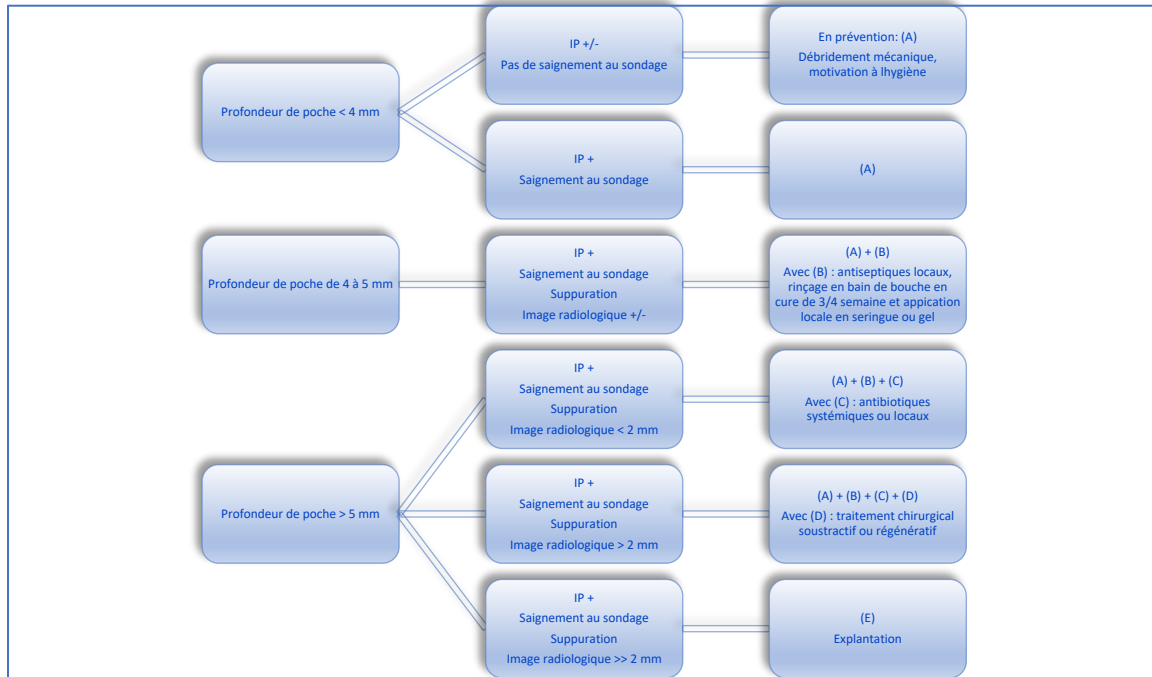 Profondeur de poche < 4 mm
IP +/-
Pas de saignement au sondage
En prévention: (A)
Débridement mécanique,
motivation à lhygiène
IP +
Saignement au sondage
(A)
Profondeur de poche de 4 à 5 mm
IP +
Saignement au sondage
Suppuration
Image radiologique +/-
(A) + (B)
Avec (B) : antiseptiques locaux,
rinçage en bain de bouche en
cure de 3/4 semaine et appication
locale en seringue ou gel
Profondeur de poche > 5 mm
IP +
Saignement au sondage
Suppuration
Image radiologique < 2 mm
(A) + (B) + (C)
Avec (C) : antibiotiques
systémiques ou locaux
IP +
Saignement au sondage
Suppuration
Image radiologique > 2 mm
(A) + (B) + (C) + (D)
Avec (D) : traitement chirurgical
soustractif ou régénératif
IP +
Saignement au sondage
Suppuration
Image radiologique >> 2 mm
(E)
Explantation